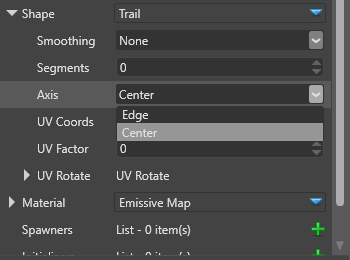 Shape Trail
Smoothing None
Segments 0
Axis Center
Edge
UV Coords
Center
UV Factor 0
UV Rotate UV Rotate
Material Emissive Map
Spawners List - 0 item(s)
List - 0 item(s)